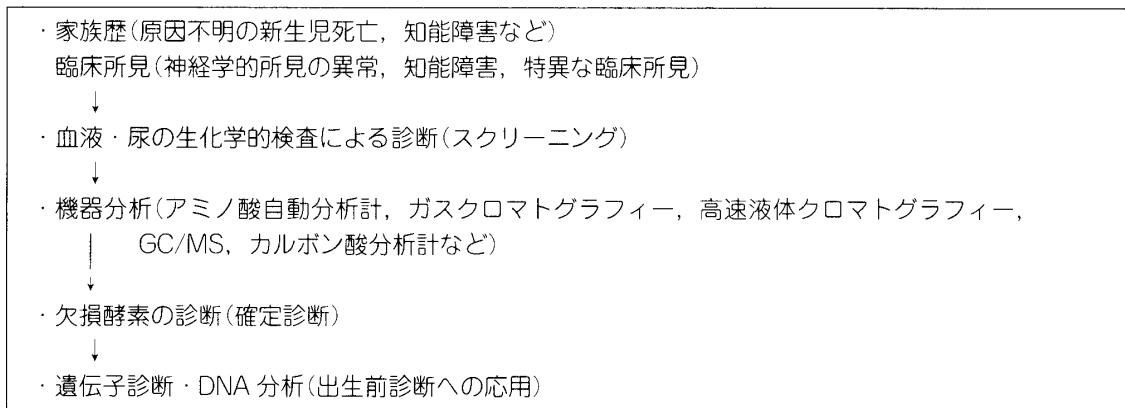 ・家族歴(原因不明の新生児死亡，知能障害など)
臨床所見(神経学的所見の異常，知能障害，特異な臨床所見)
↓
・血液・尿の生化学的検査による診断(スクリーニング)
↓
・機器分析(アミノ酸自動分析計，ガスクロマトグラフィー，高速液体クロマトグラフィー，
GC/MS，カルボン酸分析計など)
↓
・欠損酵素の診断(確定診断)
↓
・遺伝子診断・DNA 分析(出生前診断への応用)